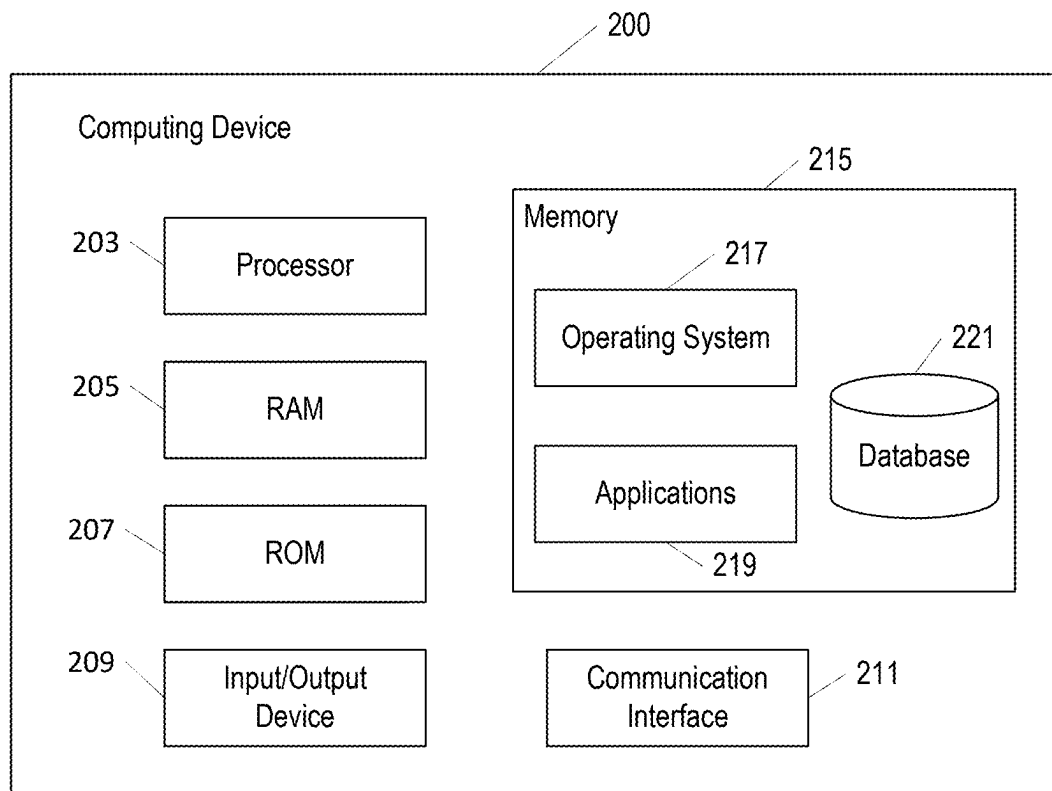 200
Computing Device
215
Memory
203
Processor
217
Operating System
221
205
RAM
Database
Applications
207
ROM
219
209
Input/Output
Device
Communication
Interface
211